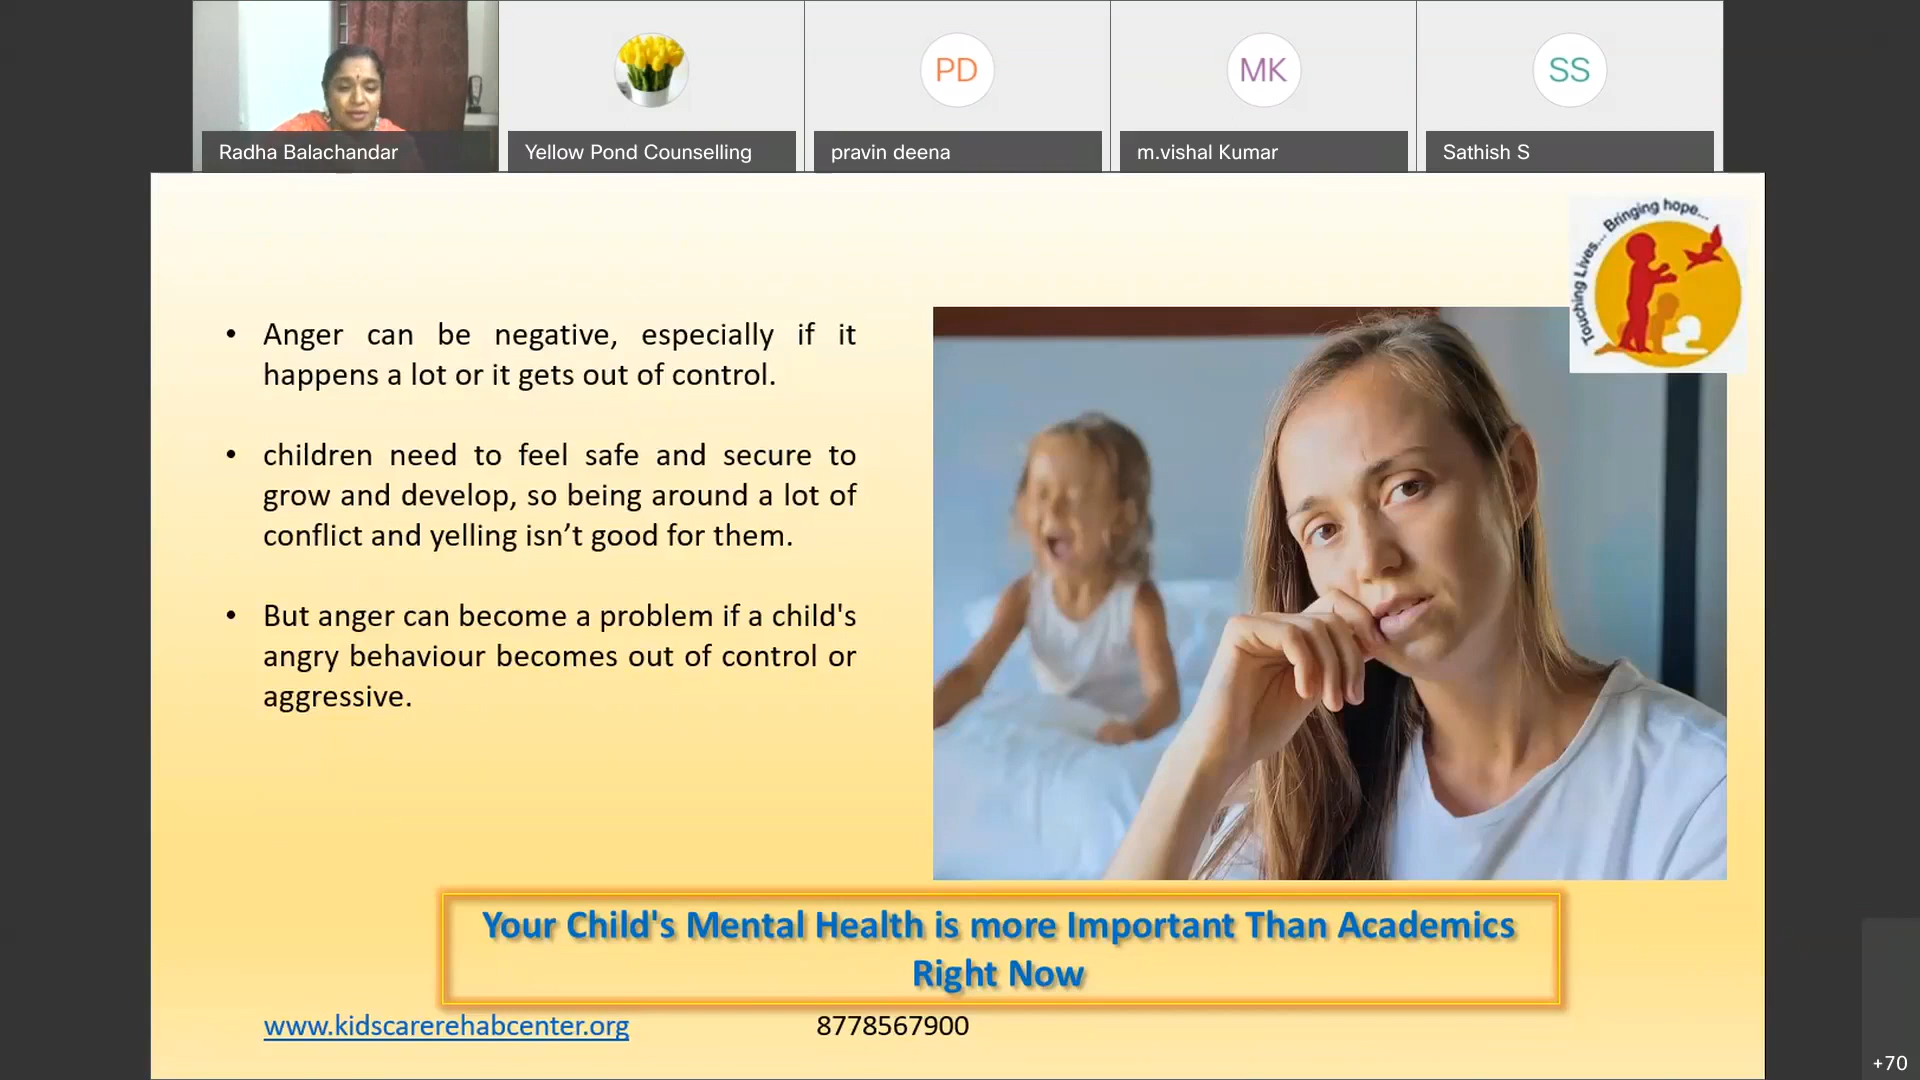 PD
MK
SS
Radha Balachandar
Yellow Pond Counselling
pravin deena
m.vishal Kumar
Sathish S
Touching Lives... Bringing hope...
• Anger can be negative, especially if it
happens a lot or it gets out of control.
• children need to feel safe and secure to
grow and develop, so being around a lot of
conflict and yelling isn’t good for them.
• But anger can become a problem if a child's
angry behaviour becomes out of control or
aggressive.
Your Child's Mental Health is more Important Than Academics
Right Now
www.kidscarerehabcenter.org
8778567900
+70